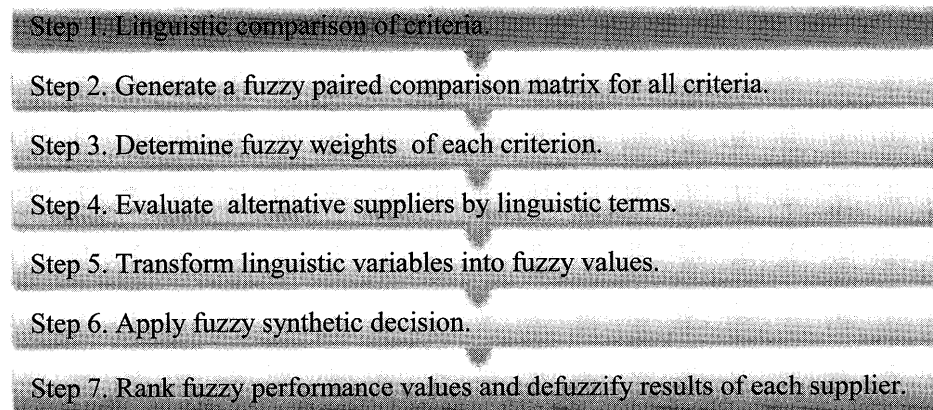 Step 1. Linguistic comparison of criteria.
Step 2. Generate a fuzzy paired comparison matrix for all criteria.
Step 3. Determine fuzzy weights of each criterion.
Step 4. Evaluate alternative suppliers by linguistic terms.
Step 5. Transform linguistic variables into fuzzy values.
Step 6. Apply fuzzy synthetic decision.
Step 7. Rank fuzzy performance values and defuzzify results of each supplier.